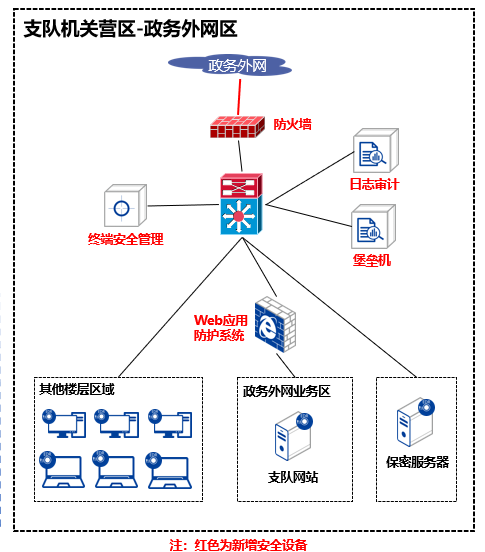 支队机关营区-政务外网区
政务外网
防火墙
日志审计
终端安全管理
堡垒机
Web应用
防护系统
其他楼层区域
政务外网业务区
支队网站
保密服务器
注：红色为新增安全设备